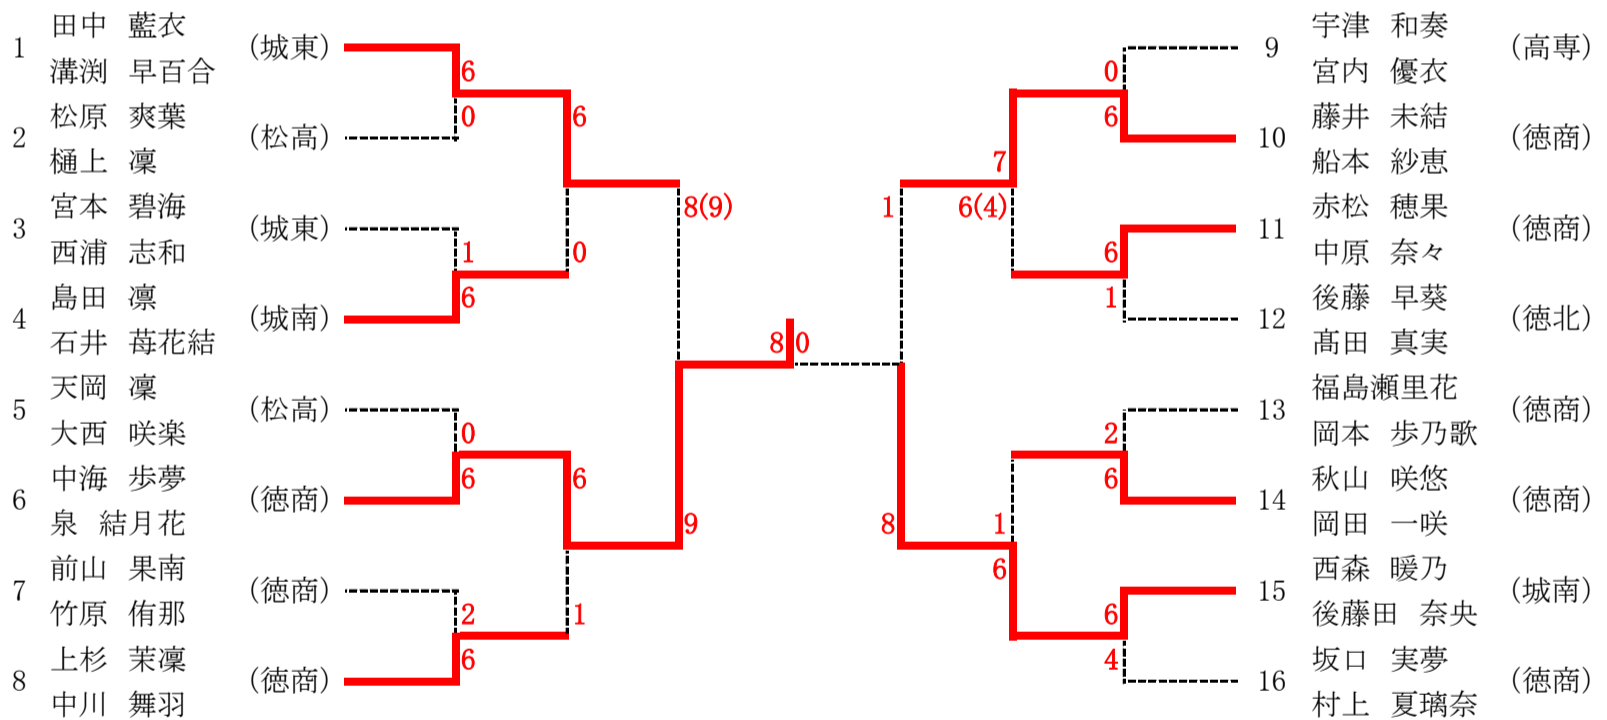 1 田中 藍衣 (城東)
溝渕 早百合
6
2 松原 爽葉 (松高)
樋上 凜
0
6
3 宮本 碧海 (城東)
西浦 志和
1
8(9)
0
4 島田 凛 (城南)
石井 苺花結
6
5 天岡 凜 (松高)
大西 咲楽
0
6 中海 歩夢 (徳商)
泉 結月花
6
6
9
7 前山 果南 (徳商)
竹原 侑那
2
1
8 上杉 茉凜 (徳商)
中川 舞羽
6
8 0
9 宇津 和奏 (高専)
宮内 優衣
0
10 藤井 未結 (徳商)
船本 紗恵
6
7
1
6(4)
11 赤松 穂果 (徳商)
中原 奈々
6
12 後藤 早葵 (徳北)
髙田 真実
1
13 福島瀬里花 (徳商)
岡本 歩乃歌
2
14 秋山 咲悠 (徳商)
岡田 一咲
6
1
8
6
15 西森 暖乃 (城南)
後藤田 奈央
6
16 坂口 実夢 (徳商)
村上 夏璃奈
4